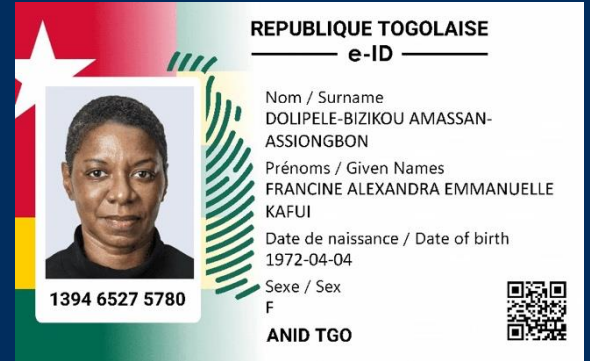 REPUBLIQUE TOGOLAISE
e-ID
Nom / Surname
DOLIPELE-BIZIKOU AMASSAN-
ASSIONGBON
Prénoms / Given Names
FRANCINE ALEXANDRA EMMANUELLE
KAFUI
Date de naissance / Date of birth
1972-04-04
Sexe / Sex
F
ANID TGO
1394 6527 5780